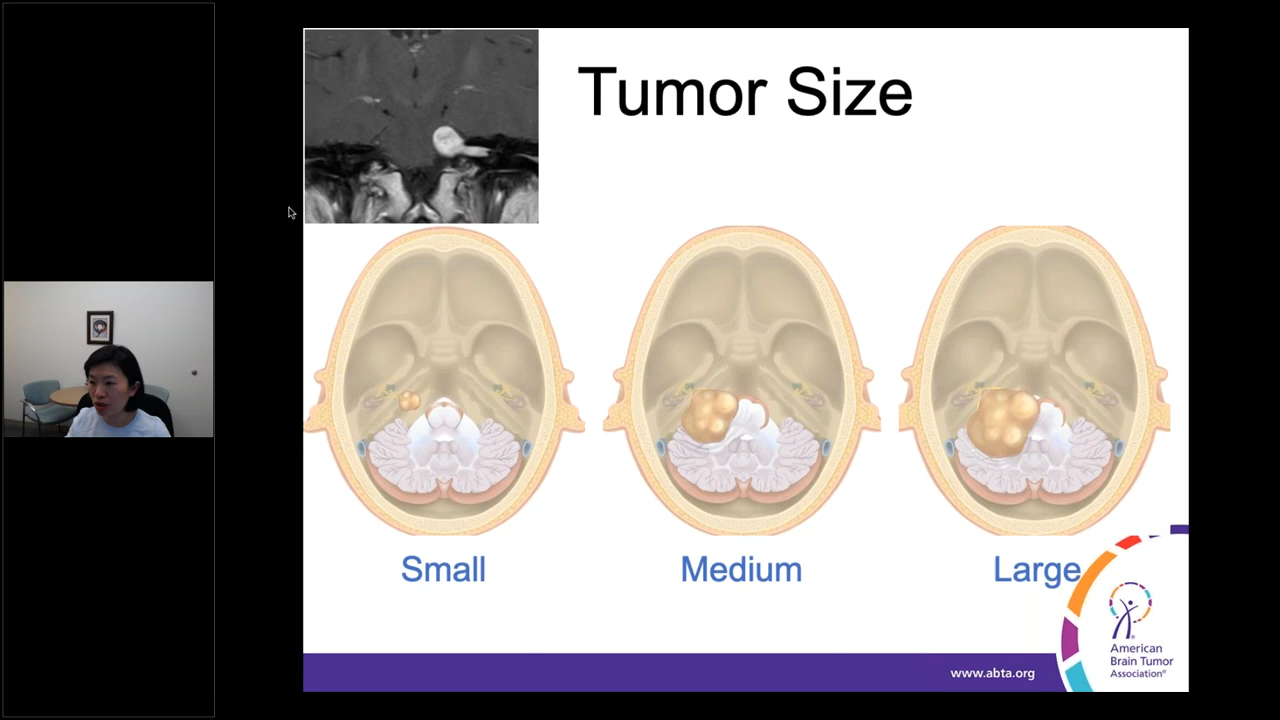 Tumor Size
Small
Medium
Large
www.abta.org
American
Brain Tumor
Association®